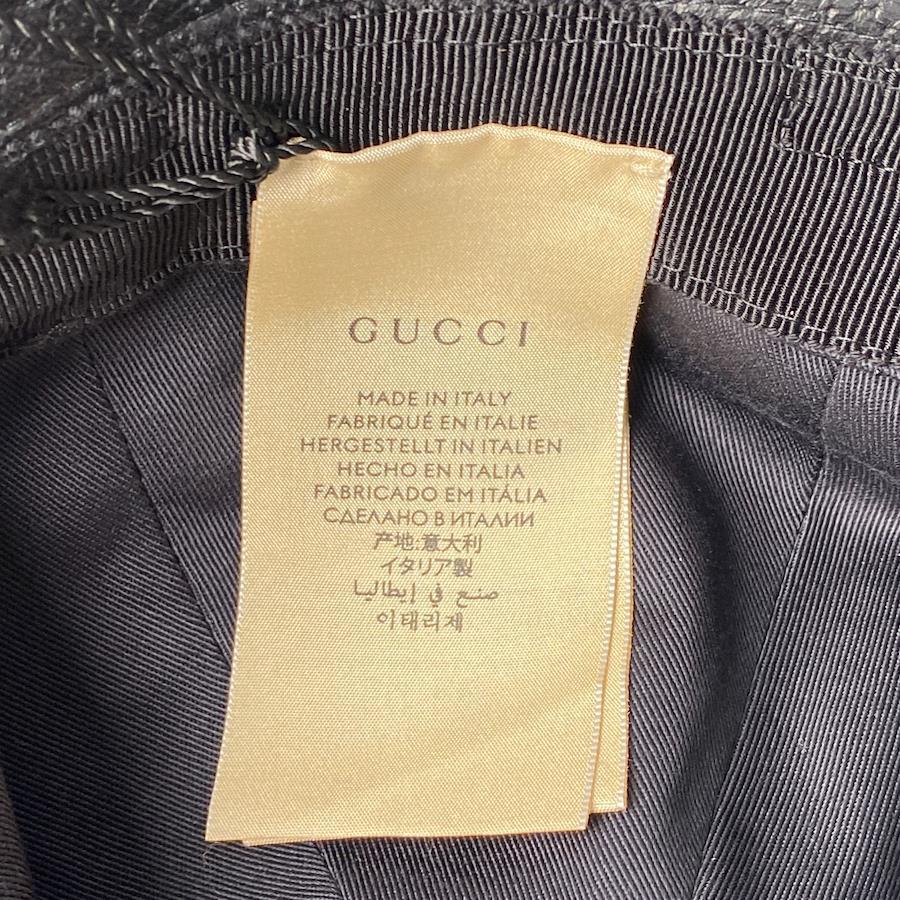 GUCCI
MADE IN ITALY
FABRIQUÉ EN ITALIE
HERGESTELLT IN ITALIEN
HECHO EN ITALIA
FABRICADO EM ITÁLIA
СДЕЛАНО В ИТАЛИИ
产地:意大利
イタリア製
صنع في إيطاليا
이태리제